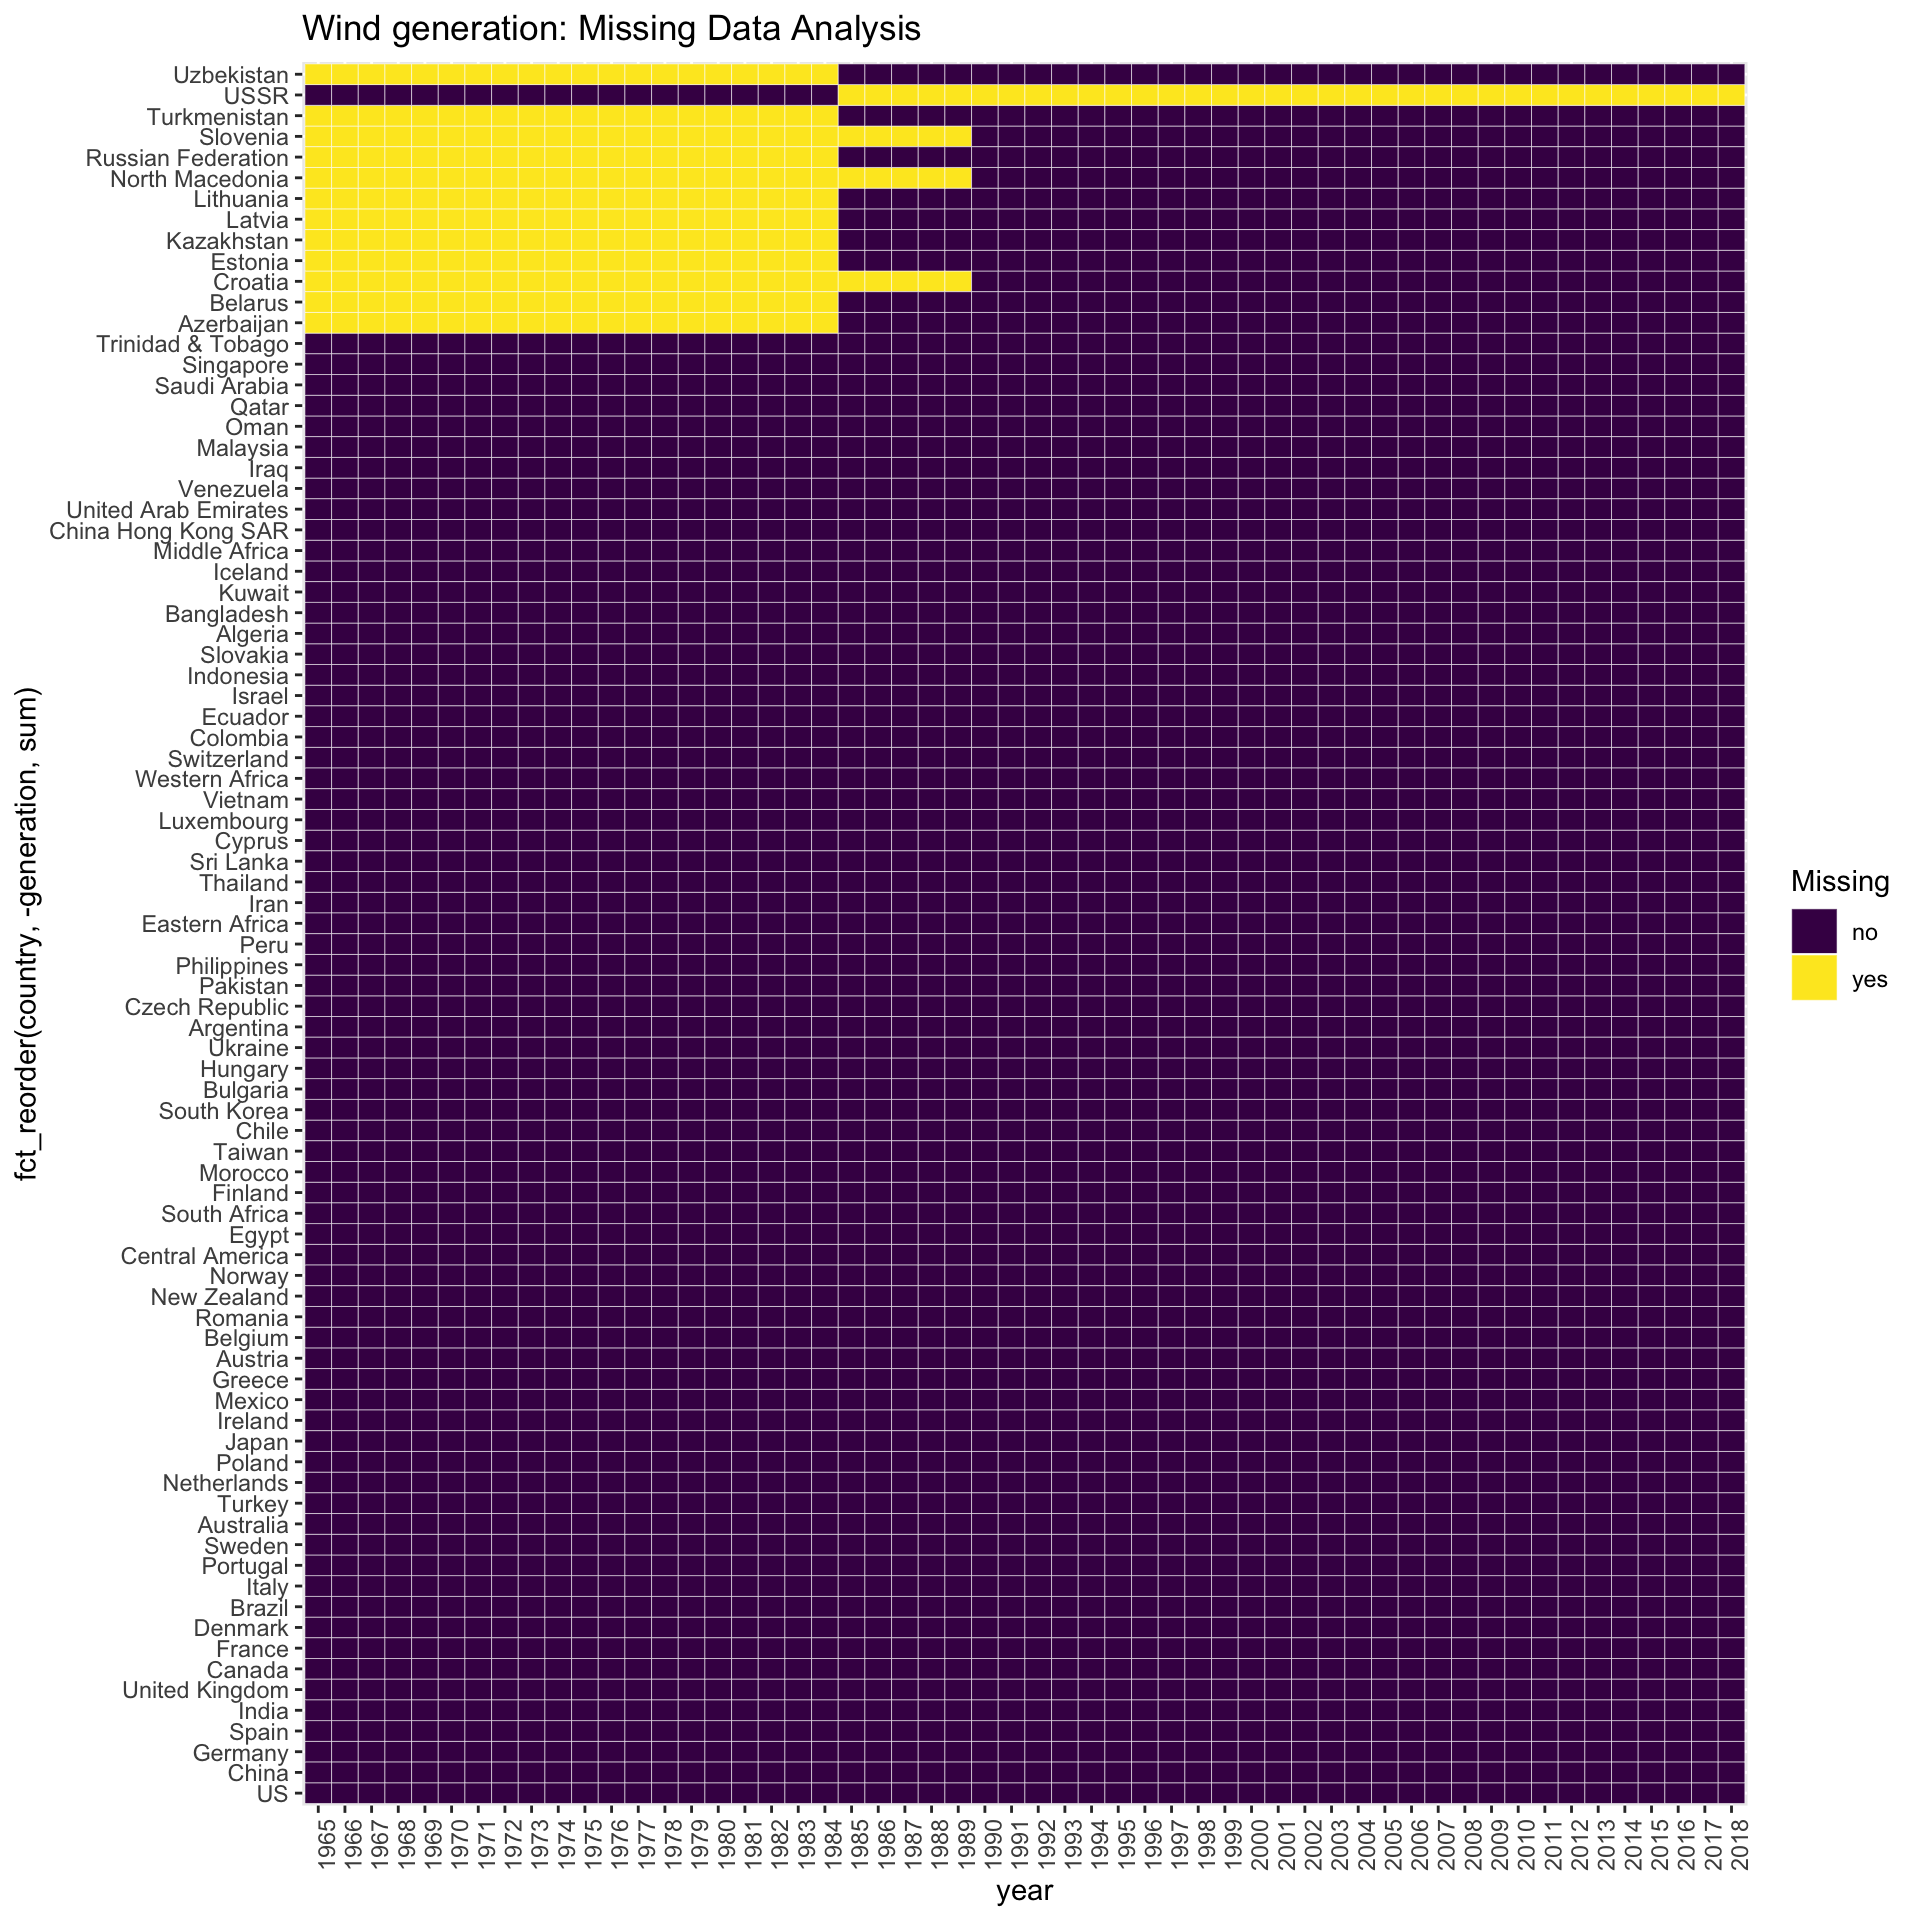 Wind generation: Missing Data Analysis
Uzbekistan
USSR
Turkmenistan
Slovenia
Russian Federation
North Macedonia
Lithuania
Latvia
Kazakhstan
Estonia
Croatia
Belarus
Azerbaijan
Trinidad & Tobago
Singapore
Saudi Arabia
Qatar
Oman
Malaysia
Iraq
Venezuela
United Arab Emirates
China Hong Kong SAR
Middle Africa
Iceland
Kuwait
Bangladesh
Algeria
Slovakia
Indonesia
Israel
Ecuador
Colombia
Switzerland
Western Africa
Vietnam
Luxembourg
Cyprus
Sri Lanka
Thailand
Iran
Eastern Africa
Peru
Philippines
Pakistan
Czech Republic
Argentina
Ukraine
Hungary
Bulgaria
South Korea
Chile
Taiwan
Morocco
Finland
South Africa
Egypt
Central America
Norway
New Zealand
Romania
Belgium
Austria
Greece
Mexico
Ireland
Japan
Poland
Netherlands
Turkey
Australia
Sweden
Portugal
Italy
Brazil
Denmark
France
Canada
United Kingdom
India
Spain
Germany
China
US
fct_reorder(country, -generation, sum)
1965
1966
1967
1968
1969
1970
1971
1972
1973
1974
1975
1976
1977
1978
1979
1980
1981
1982
1983
1984
1985
1986
1987
1988
1989
1990
1991
1992
1993
1994
1995
1996
1997
1998
1999
2000
2001
2002
2003
2004
2005
2006
2007
2008
2009
2010
2011
2012
2013
2014
2015
2016
2017
2018
year
Missing
no
yes